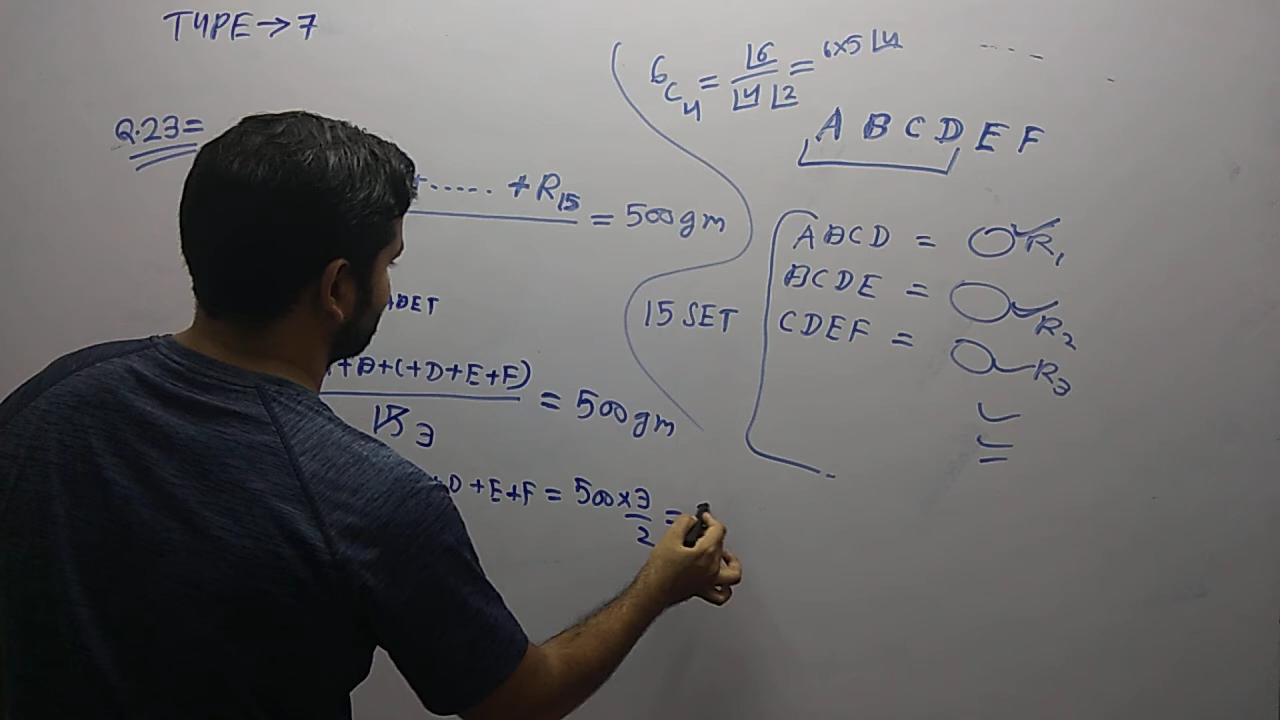 TYPE→7
Q.23=
+ ..... +R15 = 500gm
+B+C+D+E+F) = 500gm
15 3
+D+E+F = 500×3 =
2
6C4 = 6 = 6×5 4
4 2
A B C D E F
15 SET
ABCD = R1
BCDE = R2
CDEF = R3